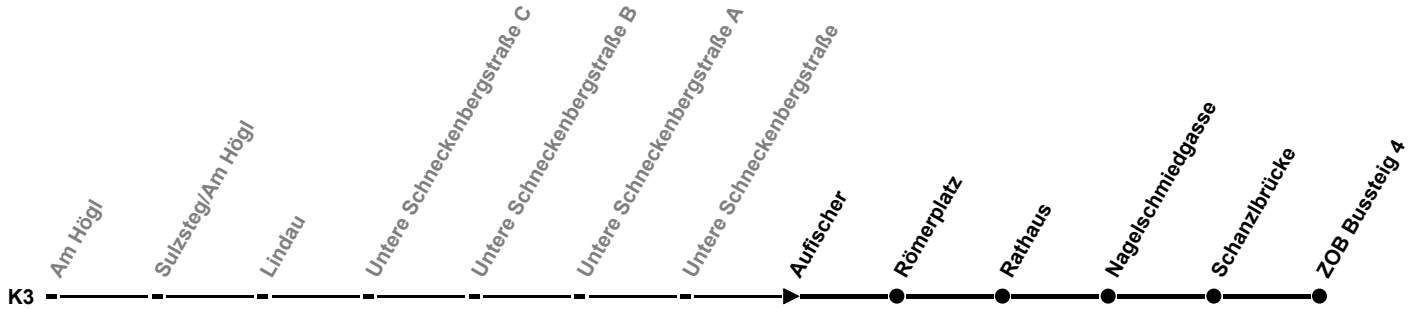 Am Högl
Sulzsteg/Am Högl
Lindau
Untere Schneckenbergstraße C
Untere Schneckenbergstraße B
Untere Schneckenbergstraße A
Untere Schneckenbergstraße
Aufischer
Römerplatz
Rathaus
Nagelschmiedgasse
Schanzlbrücke
ZOB Bussteig 4
K3